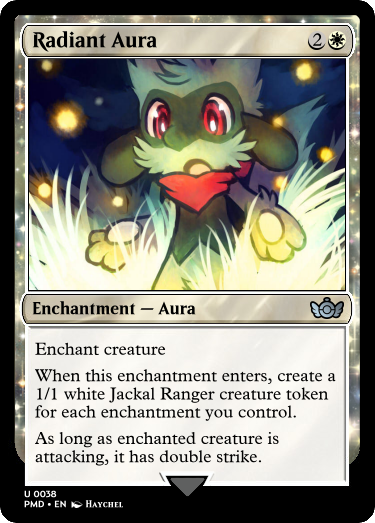 Radiant Aura 2
Enchantment — Aura
Enchant creature
When this enchantment enters, create a
1/1 white Jackal Ranger creature token
for each enchantment you control.
As long as enchanted creature is
attacking, it has double strike.
U 0038
PMD • EN Haychel